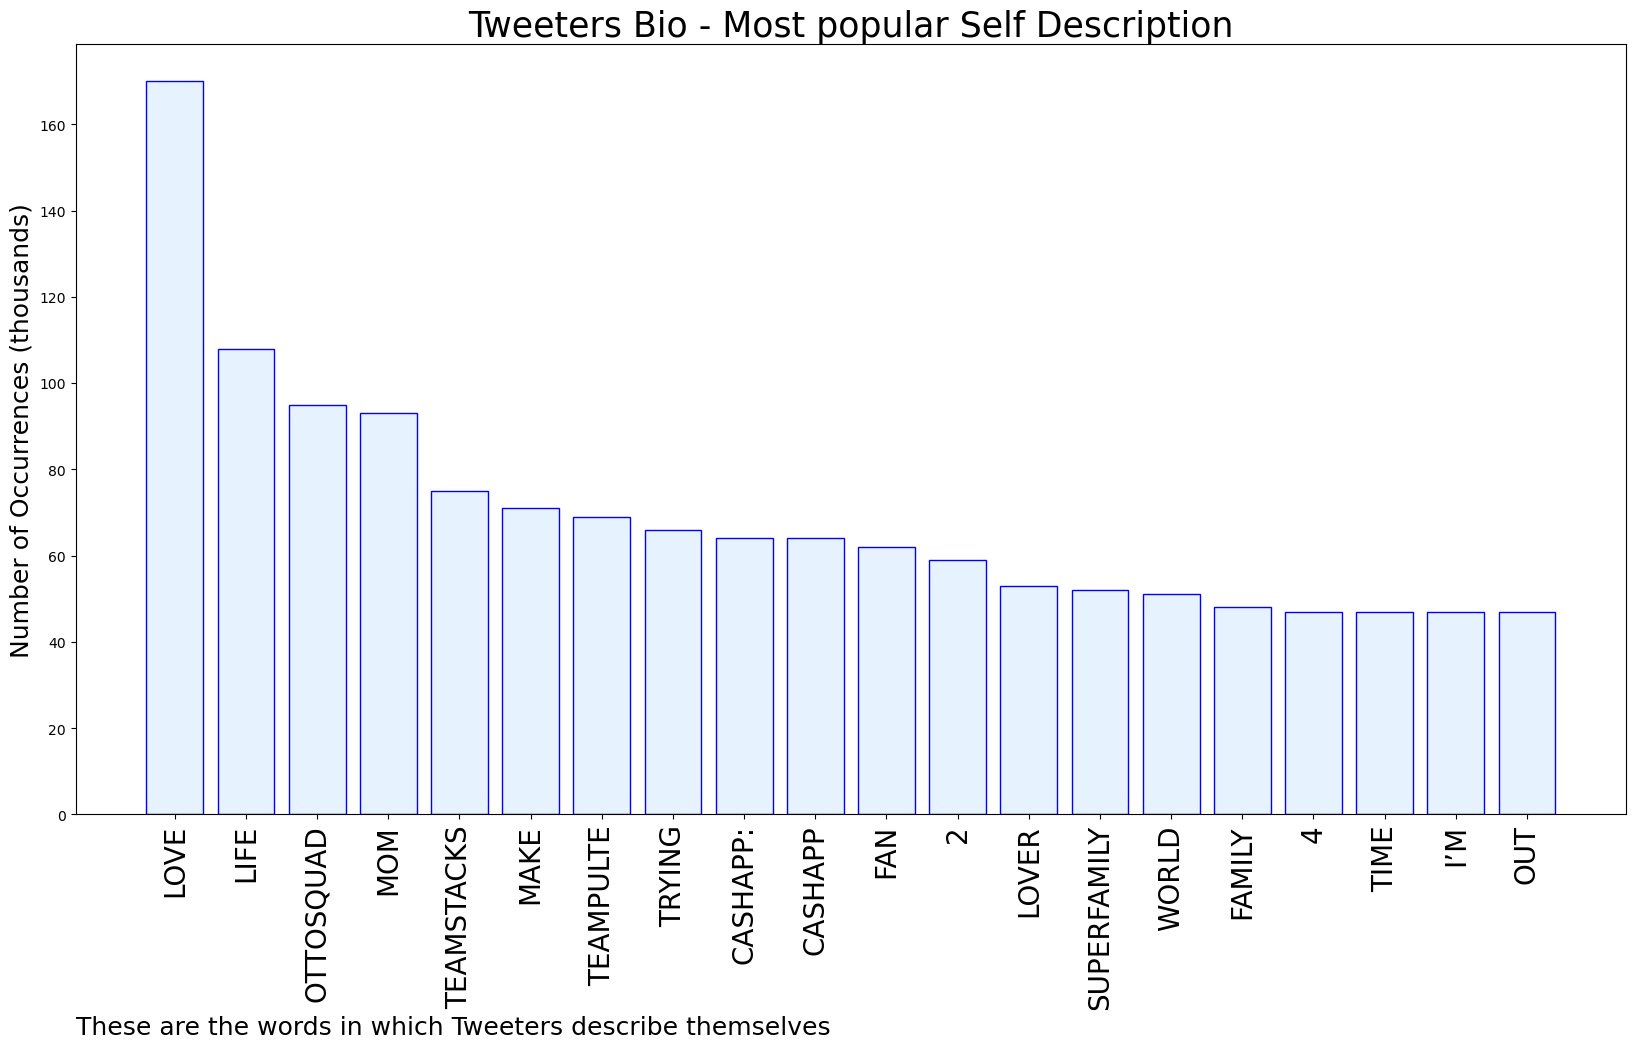 Tweeters Bio - Most popular Self Description
Number of Occurrences (thousands)
160
140
120
100
80
60
40
20
0
LOVE
LIFE
OTTOSQUAD
MOM
TEAMSTACKS
MAKE
TEAMPULTE
TRYING
CASHAPP:
CASHAPP
FAN
2
LOVER
SUPERFAMILY
WORLD
FAMILY
4
TIME
I’M
OUT
These are the words in which Tweeters describe themselves